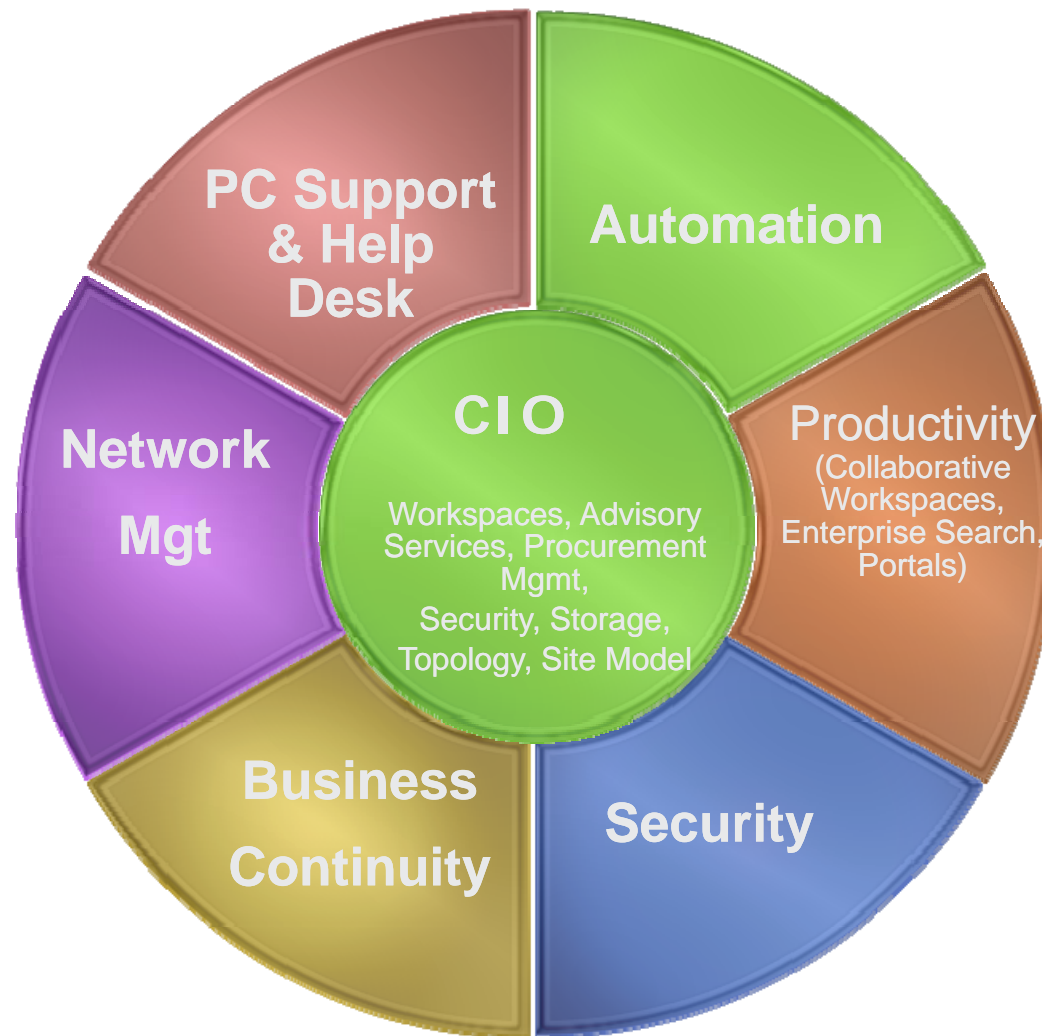 PC Support
& Help
Desk
Automation
CIO
Workspaces, Advisory
Services, Procurement
Mgmt,
Security, Storage,
Topology, Site Model
Productivity
(Collaborative
Workspaces,
Enterprise Search,
Portals)
Network
Mgt
Business
Continuity
Security